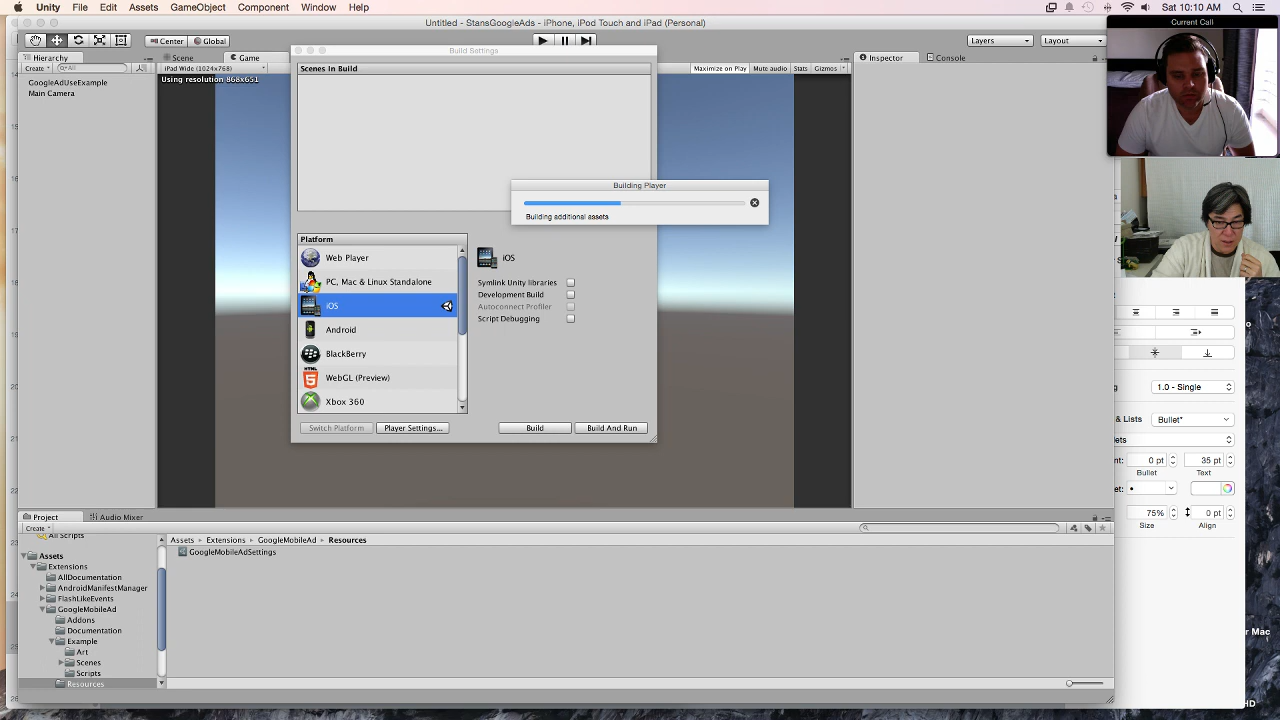 Unity File Edit Assets GameObject Component Window Help
Sat 10:10 AM
Untitled - StansGoogleAds - iPhone, iPod Touch and iPad (Personal)
Current Call
Center Global
Layers Layout
Hierarchy
Create All
GoogleAdUseExample
Main Camera
Scene Game
iPad Wide (1024x768)
Maximize on Play Mute audio Stats Gizmos
Using resolution 868x651
Inspector Console
Build Settings
Scenes In Build
Building Player
Building additional assets
Platform
Web Player
PC, Mac & Linux Standalone
iOS
Android
BlackBerry
HTML
5
WebGL (Preview)
Xbox 360
iOS
Symlink Unity libraries
Development Build
Autoconnect Profiler
Script Debugging
Switch Platform Player Settings...
Build Build And Run
1.0 - Single
& Lists Bullet*
0 pt 35 pt
Bullet Text
75% 0 pt
Size Align
r Mac
HD
Project Audio Mixer
Create
All Scripts
Assets
Extensions
AllDocumentation
AndroidManifestManager
FlashLikeEvents
GoogleMobileAd
Addons
Documentation
Example
Art
Scenes
Scripts
Resources
Assets Extensions GoogleMobileAd Resources
GoogleMobileAdSettings